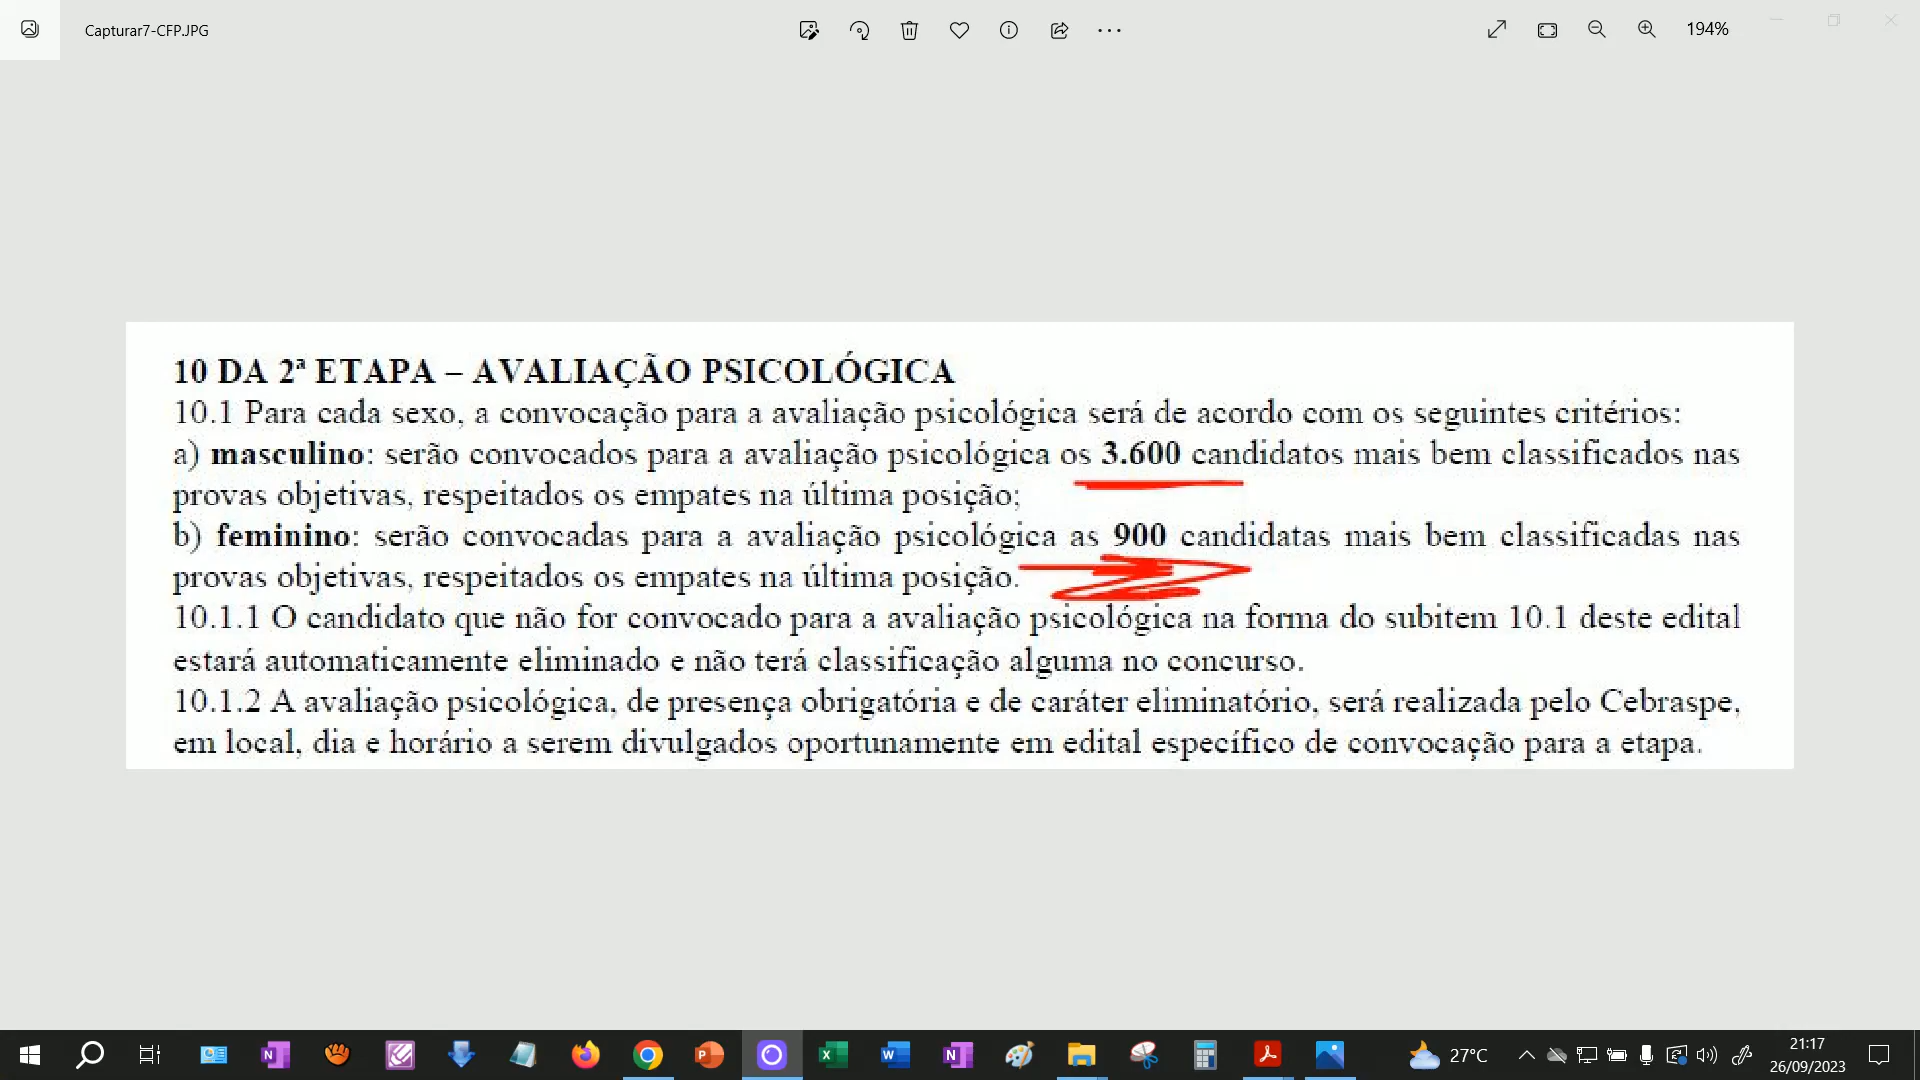 Capturar7-CFP.JPG
194%
10 DA 2ª ETAPA – AVALIAÇÃO PSICOLÓGICA
10.1 Para cada sexo, a convocação para a avaliação psicológica será de acordo com os seguintes critérios:
a) masculino: serão convocados para a avaliação psicológica os 3.600 candidatos mais bem classificados nas
provas objetivas, respeitados os empates na última posição;
b) feminino: serão convocadas para a avaliação psicológica as 900 candidatas mais bem classificadas nas
provas objetivas, respeitados os empates na última posição.
10.1.1 O candidato que não for convocado para a avaliação psicológica na forma do subitem 10.1 deste edital
estará automaticamente eliminado e não terá classificação alguma no concurso.
10.1.2 A avaliação psicológica, de presença obrigatória e de caráter eliminatório, será realizada pelo Cebraspe,
em local, dia e horário a serem divulgados oportunamente em edital específico de convocação para a etapa.
27°C
21:17
26/09/2023